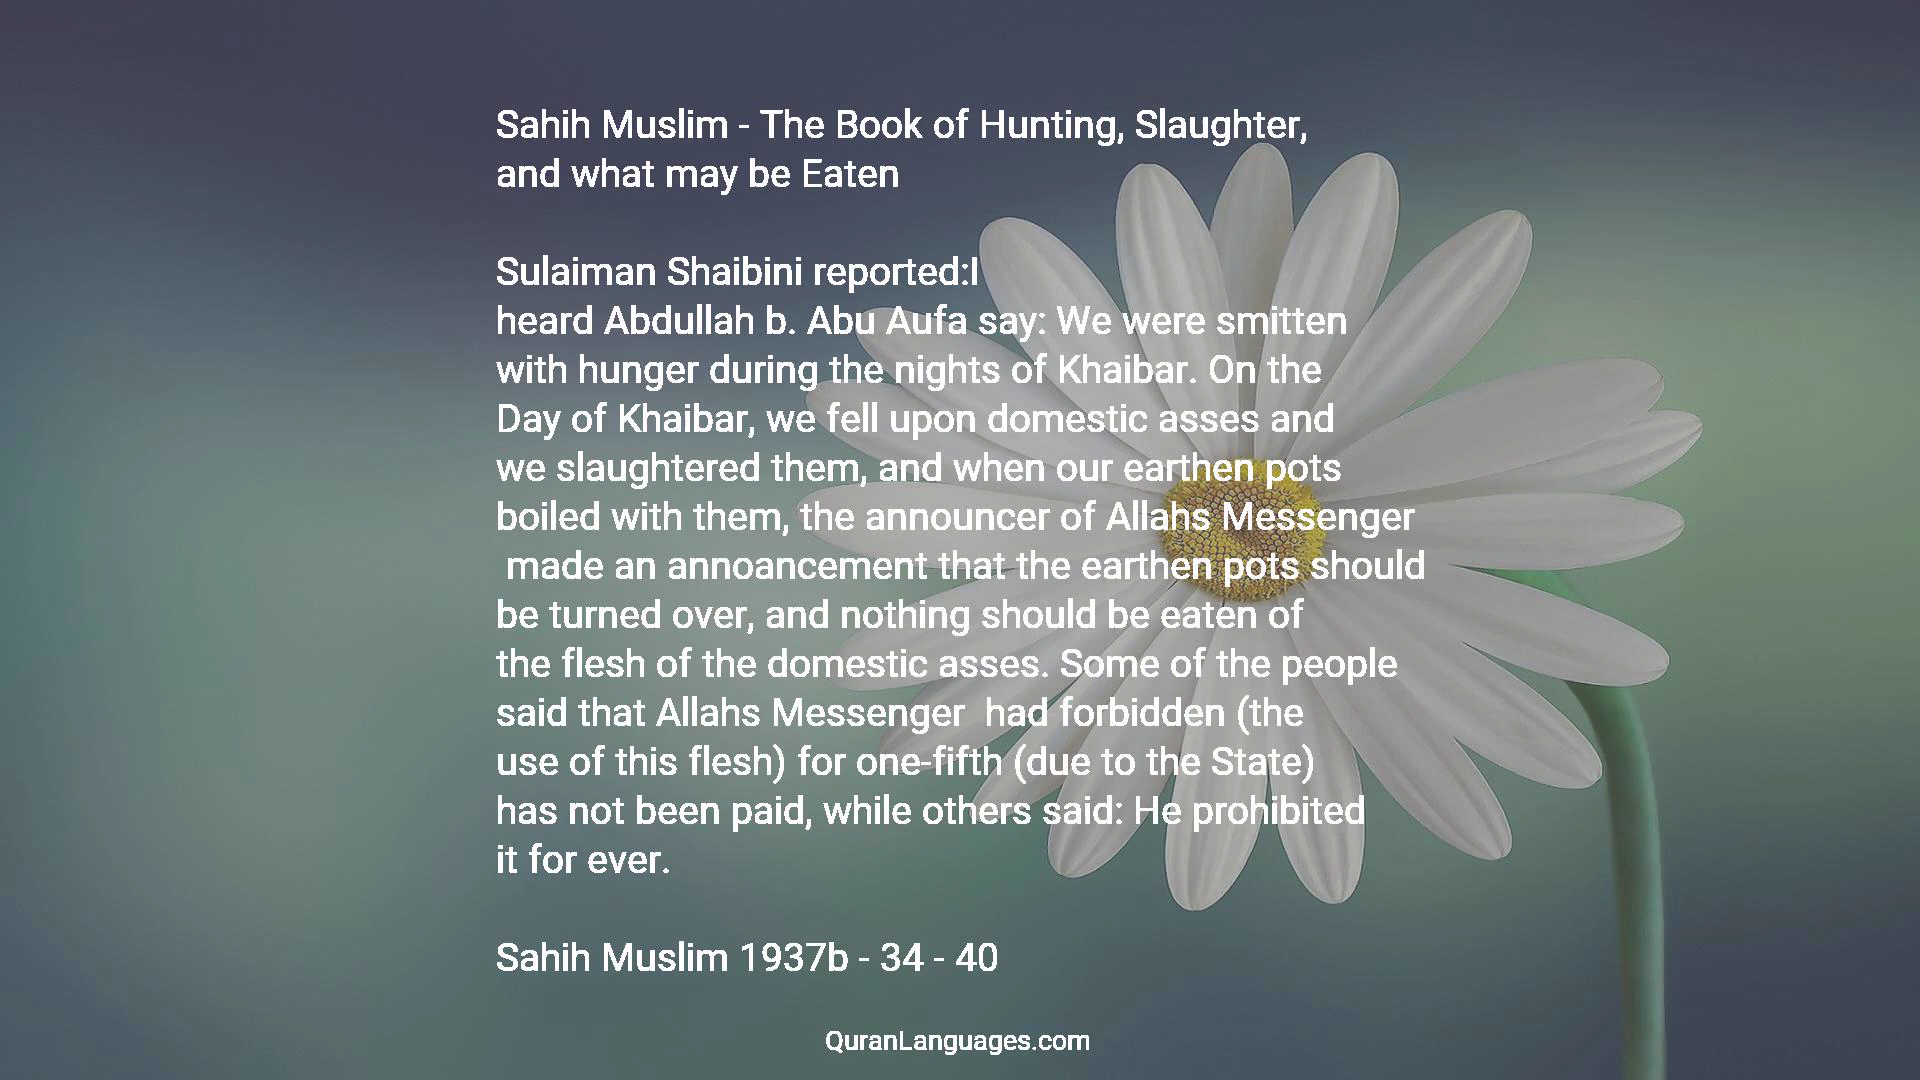 Sahih Muslim - The Book of Hunting, Slaughter,
and what may be Eaten
Sulaiman Shaibini reported:I
heard Abdullah b. Abu Aufa say: We were smitten
with hunger during the nights of Khaibar. On the
Day of Khaibar, we fell upon domestic asses and
we slaughtered them, and when our earthen pots
boiled with them, the announcer of Allahs Messenger
made an annoancement that the earthen pots should
be turned over, and nothing should be eaten of
the flesh of the domestic asses. Some of the people
said that Allahs Messenger  had forbidden (the
use of this flesh) for one-fifth (due to the State)
has not been paid, while others said: He prohibited
it for ever.
Sahih Muslim 1937b - 34 - 40
QuranLanguages.com